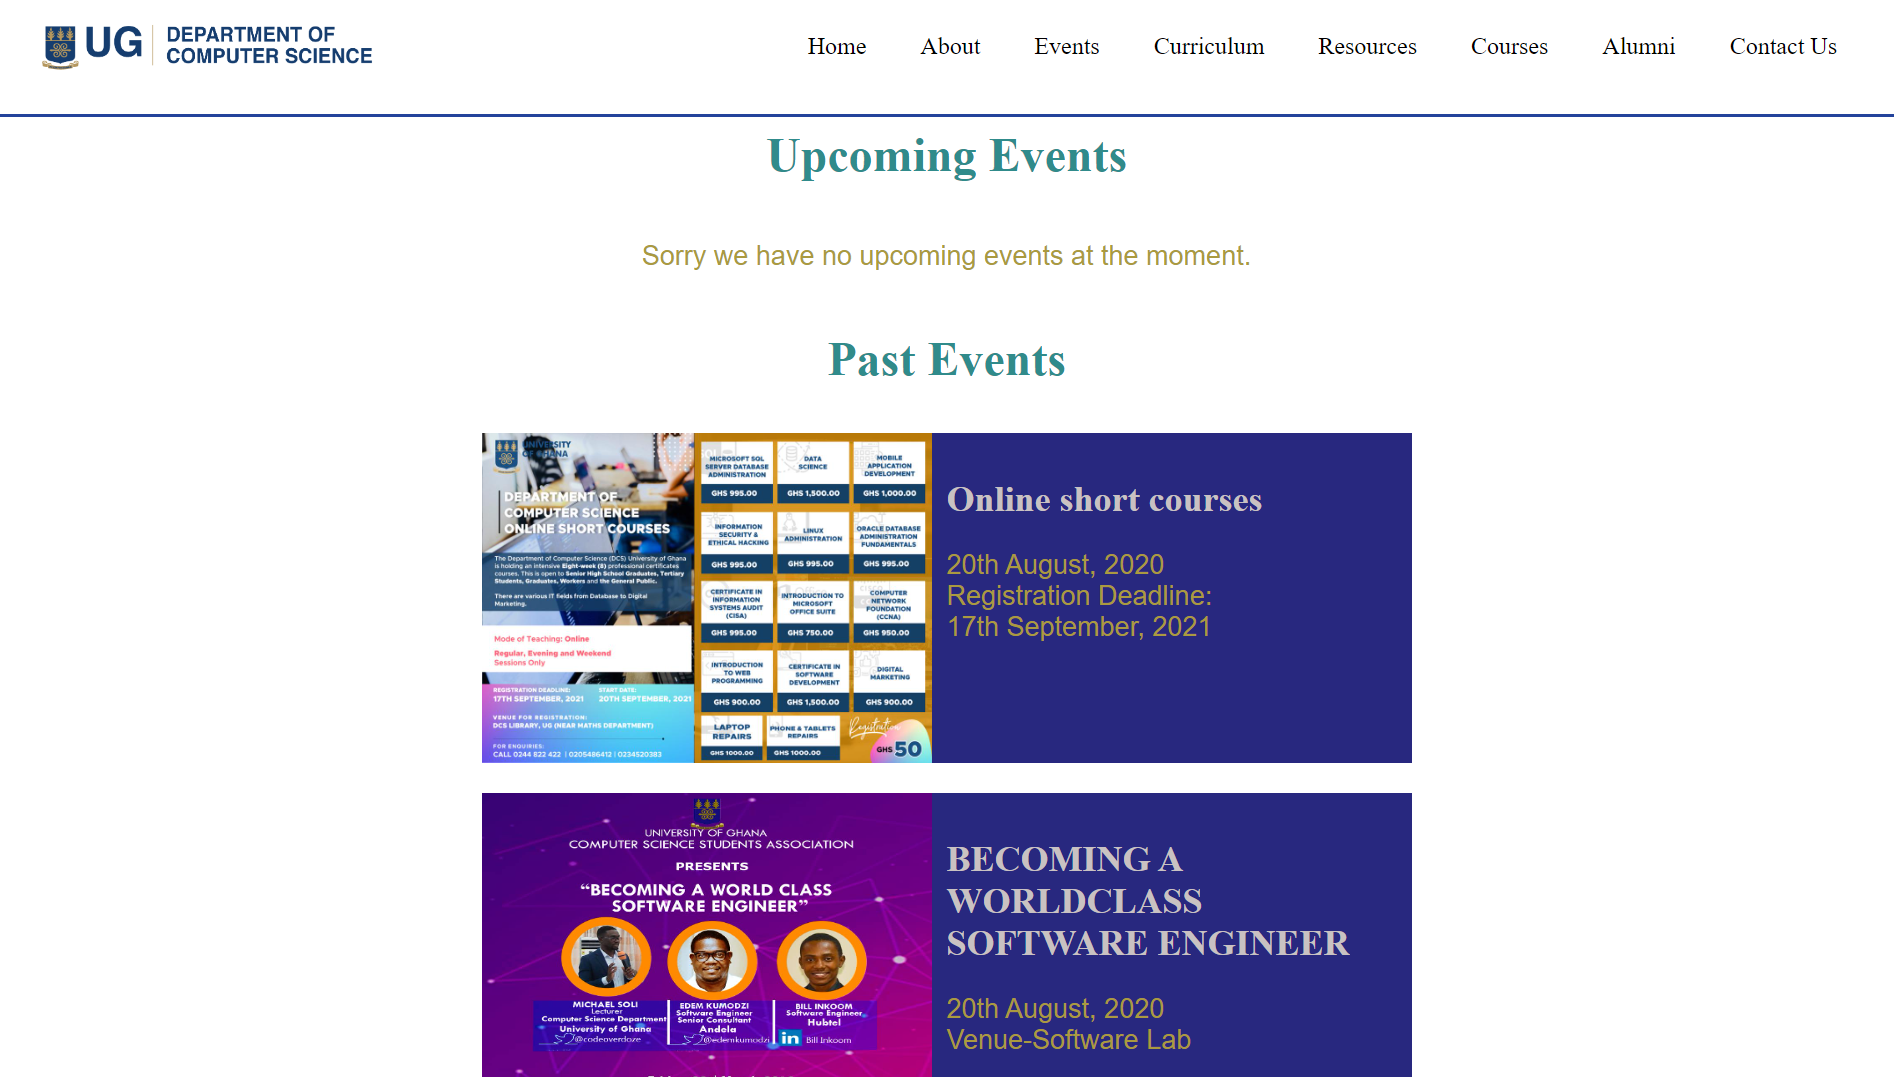 UG
DEPARTMENT OF
COMPUTER SCIENCE
Home
About
Events
Curriculum
Resources
Courses
Alumni
Contact Us
Upcoming Events
Sorry we have no upcoming events at the moment.
Past Events
UNIVERSITY
OF GHANA
DEPARTMENT OF
COMPUTER SCIENCE
ONLINE SHORT COURSES
The Department of Computer Science (DCS) University of Ghana
is holding an intensive Eight-week (8) professional certificates
courses. This is open to Senior High School Graduates, Tertiary
Students, Graduates, Workers and the General Public.
There are various IT fields from Database to Digital
Marketing.
Mode of Teaching: Online
Regular, Evening and Weekend
Sessions Only
REGISTRATION DEADLINE:
17TH SEPTEMBER, 2021
START DATE:
20TH SEPTEMBER, 2021
VENUE FOR REGISTRATION:
DCS LIBRARY, UG (NEAR MATHS DEPARTMENT)
FOR ENQUIRIES:
CALL 0244 822 422 | 0205486412 | 0234520383
MICROSOFT SQL
SERVER DATABASE
ADMINISTRATION
GHS 995.00
DATA
SCIENCE
GHS 1,500.00
MOBILE
APPLICATION
DEVELOPMENT
GHS 1,000.00
INFORMATION
SECURITY &
ETHICAL HACKING
GHS 995.00
LINUX
ADMINISTRATION
GHS 995.00
ORACLE DATABASE
ADMINISTRATION
FUNDAMENTALS
GHS 995.00
CERTIFICATE IN
INFORMATION
SYSTEMS AUDIT
(CISA)
GHS 995.00
INTRODUCTION TO
MICROSOFT
OFFICE SUITE
GHS 750.00
COMPUTER
NETWORK
FOUNDATION
(CCNA)
GHS 950.00
INTRODUCTION
TO WEB
PROGRAMMING
GHS 900.00
CERTIFICATE IN
SOFTWARE
DEVELOPMENT
GHS 1,500.00
DIGITAL
MARKETING
GHS 900.00
LAPTOP
REPAIRS
GHS 1000.00
PHONE & TABLETS
REPAIRS
GHS 1000.00
Registration
GHS 50
Online short courses
20th August, 2020
Registration Deadline:
17th September, 2021
UNIVERSITY OF GHANA
COMPUTER SCIENCE STUDENTS ASSOCIATION
PRESENTS
“BECOMING A WORLD CLASS
SOFTWARE ENGINEER”
MICHAEL SOLI
Lecturer
Computer Science Department
University of Ghana
@codeoverdoze
EDEM KUMODZI
Software Engineer
Senior Consultant
Andela
@edemkumodzi
BILL INKOOM
Software Engineer
Hubtel
in Bill Inkoom
BECOMING A
WORLDCLASS
SOFTWARE ENGINEER
20th August, 2020
Venue-Software Lab